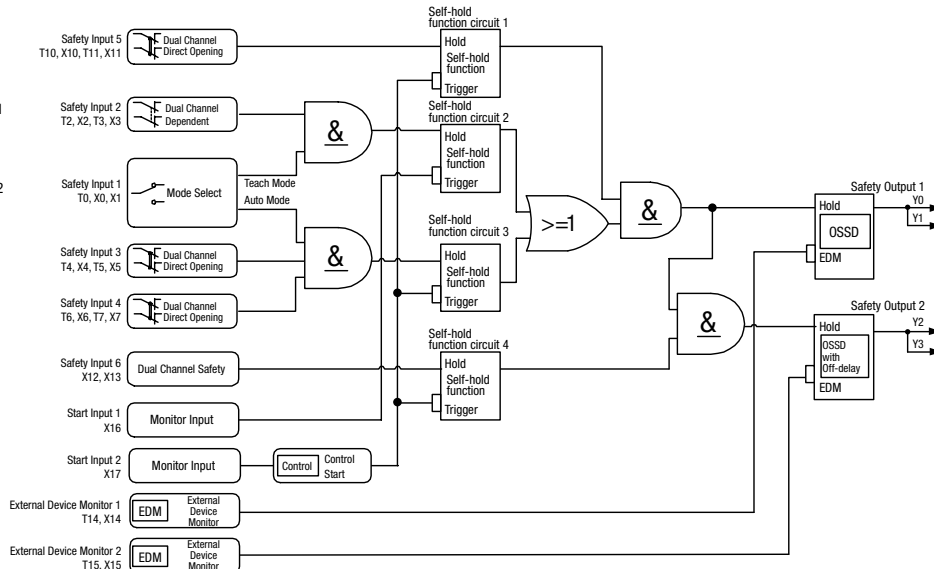 Safety Input 5
T10, X10, T11, X11
Dual Channel
Direct Opening
Self-hold
function circuit 1
Hold
Self-hold
function
Trigger
1
Safety Input 2
T2, X2, T3, X3
Dual Channel
Dependent
&
Self-hold
function circuit 2
Hold
Self-hold
function
Trigger
2
Safety Input 1
T0, X0, X1
Mode Select
Teach Mode
Auto Mode
>=1
&
Safety Output 1
Hold
OSSD
EDM
Y0
Y1
Safety Input 3
T4, X4, T5, X5
Dual Channel
Direct Opening
&
Self-hold
function circuit 3
Hold
Self-hold
function
Trigger
Safety Input 4
T6, X6, T7, X7
Dual Channel
Direct Opening
&
Safety Output 2
Hold
OSSD
with
Off-delay
EDM
Y2
Y3
Safety Input 6
X12, X13
Dual Channel Safety
Self-hold
function circuit 4
Hold
Self-hold
function
Trigger
Start Input 1
X16
Monitor Input
Start Input 2
X17
Monitor Input
Control
Control
Start
External Device Monitor 1
T14, X14
EDM
External
Device
Monitor
External Device Monitor 2
T15, X15
EDM
External
Device
Monitor